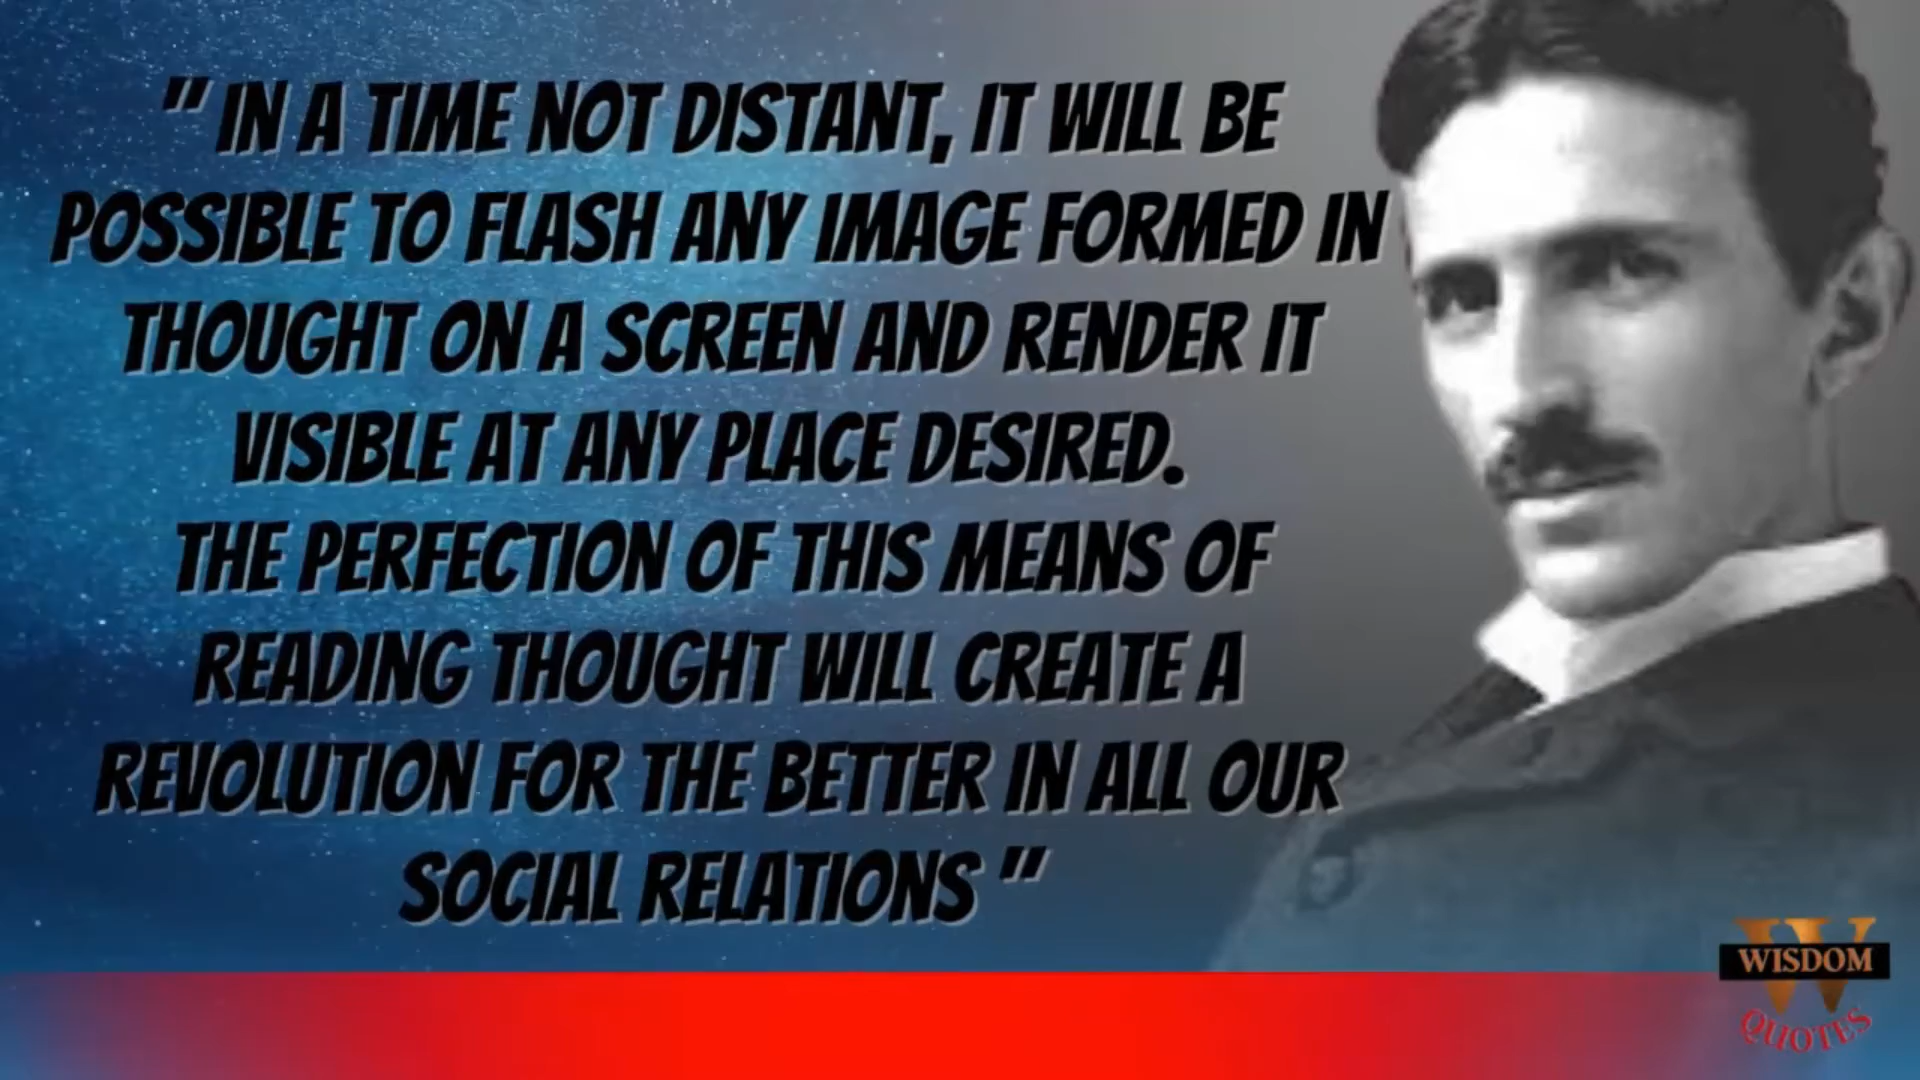 " IN A TIME NOT DISTANT, IT WILL BE
POSSIBLE TO FLASH ANY IMAGE FORMED IN
THOUGHT ON A SCREEN AND RENDER IT
VISIBLE AT ANY PLACE DESIRED.
THE PERFECTION OF THIS MEANS OF
READING THOUGHT WILL CREATE A
REVOLUTION FOR THE BETTER IN ALL OUR
SOCIAL RELATIONS "
W
WISDOM
QUOTES